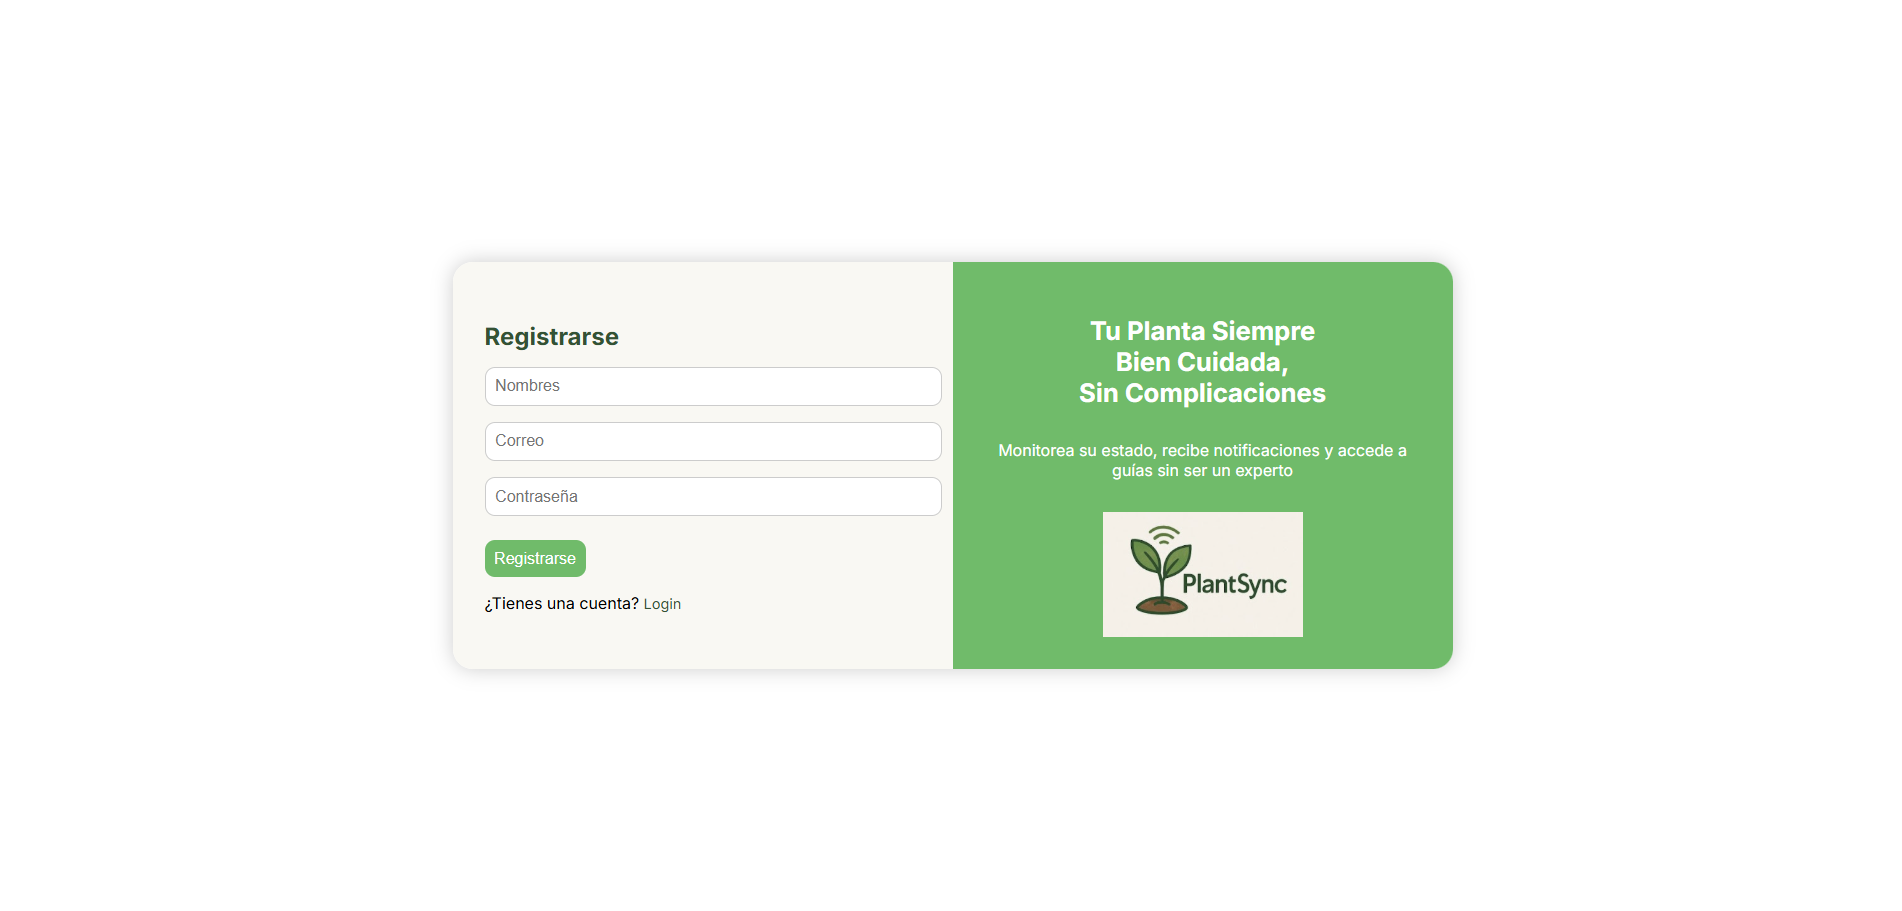 Registrarse
Nombres
Correo
Contraseña
Registrarse
¿Tienes una cuenta? Login
Tu Planta Siempre
Bien Cuidada,
Sin Complicaciones
Monitorea su estado, recibe notificaciones y accede a
guías sin ser un experto
PlantSync